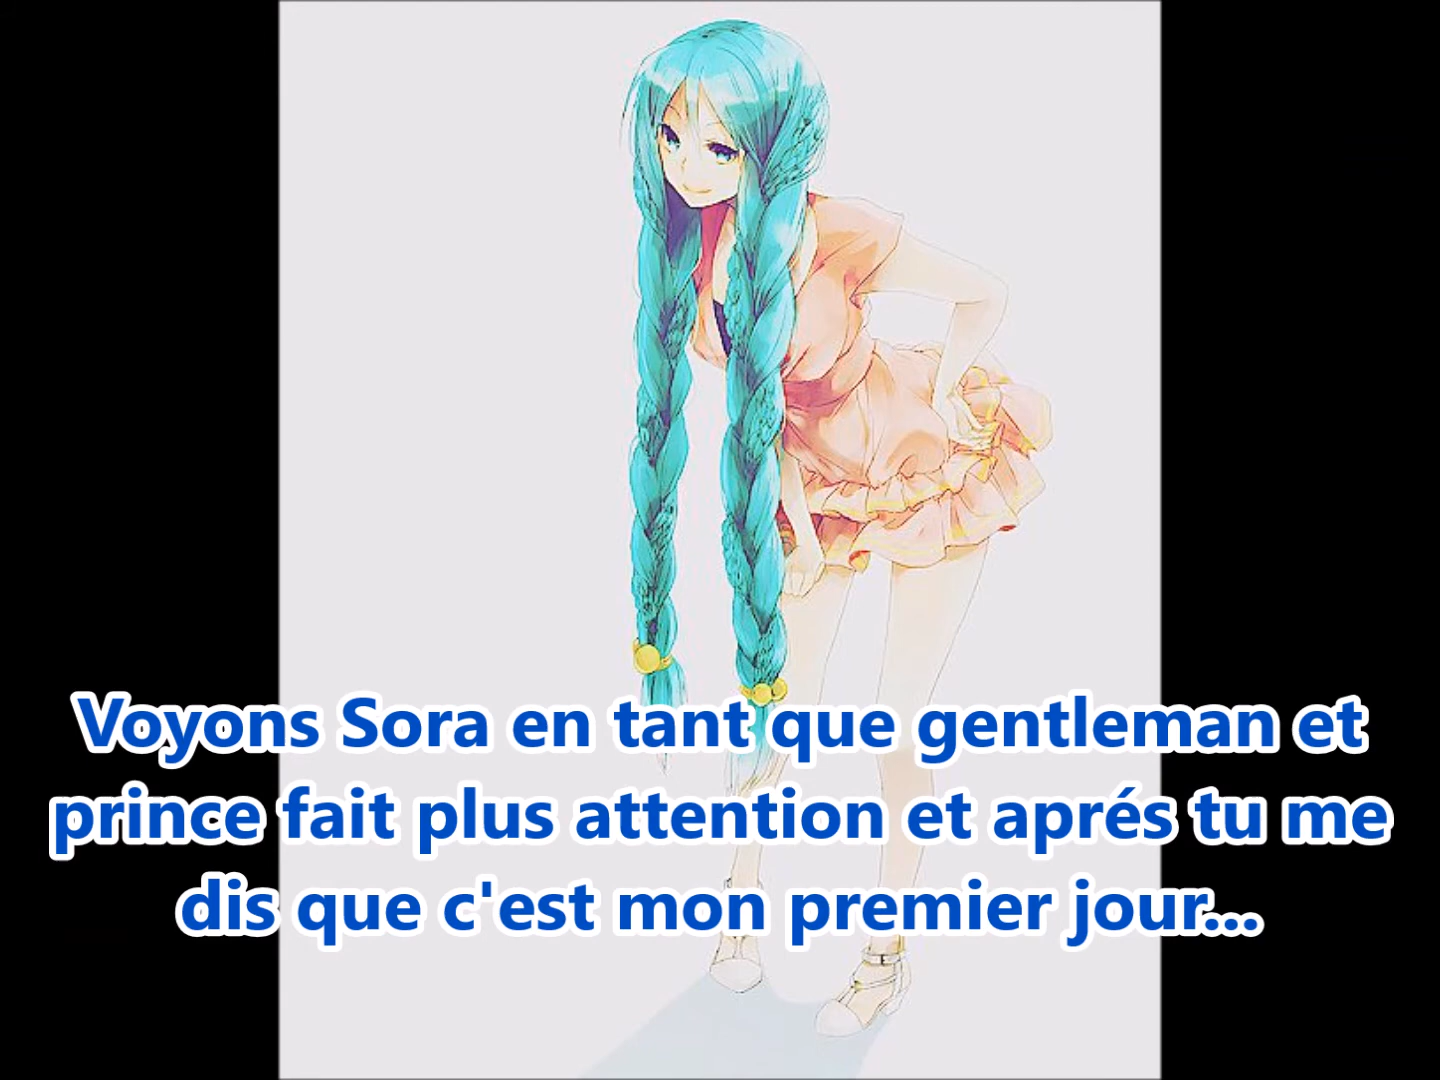 Voyons Sora en tant que gentleman et
prince fait plus attention et aprés tu me
dis que c'est mon premier jour...